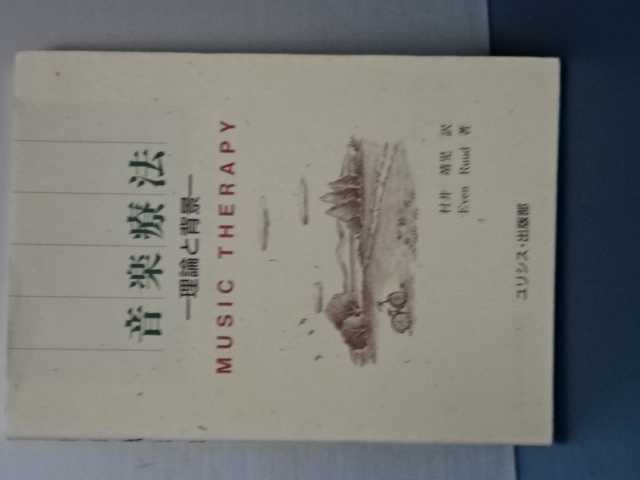 音楽療法
―理論と背景―
MUSIC THERAPY
村井 靖児 訳
Even Ruud 著
ユリシス・出版部